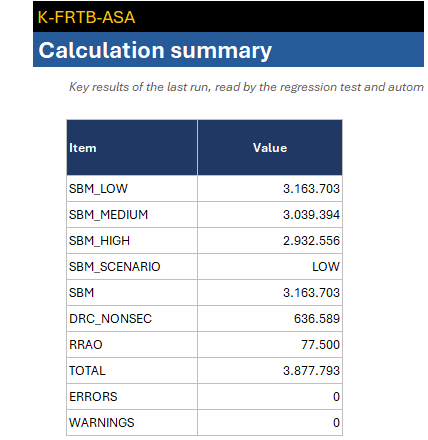 K-FRTB-ASA
Calculation summary
Key results of the last run, read by the regression test and autom
Item Value
SBM_LOW 3.163.703
SBM_MEDIUM 3.039.394
SBM_HIGH 2.932.556
SBM_SCENARIO LOW
SBM 3.163.703
DRC_NONSEC 636.589
RRAO 77.500
TOTAL 3.877.793
ERRORS 0
WARNINGS 0